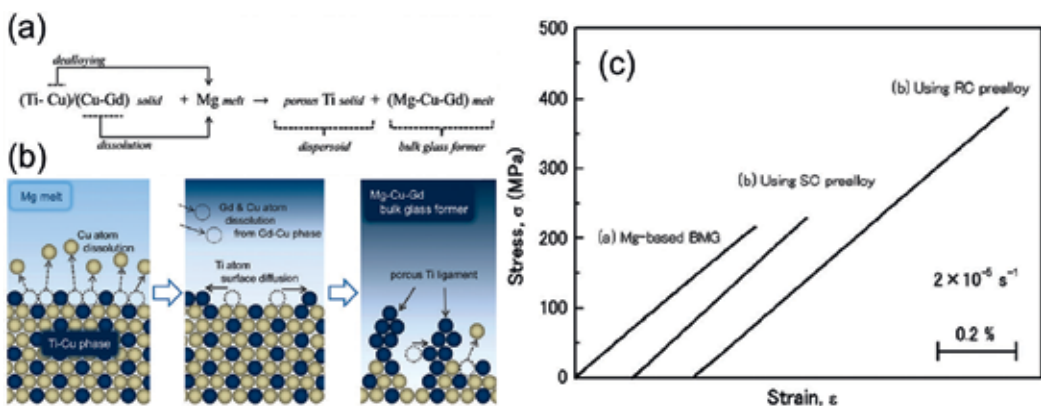 (a)
dealloying
(Ti- Cu)/(Cu-Gd) solid + Mg melt → porous Ti solid + (Mg-Cu-Gd) melt
dissolution
dispersoid
bulk glass former
(b)
Mg melt
Cu atom
dissolution
Ti-Cu phase
Gd & Cu atom
dissolution
from Gd-Cu phase
Ti atom
surface diffusion
Mg-Cu-Gd
bulk glass former
porous Ti ligament
(c)
Stress, σ (MPa)
500
400
300
200
100
0
(b) Using RC prealloy
(b) Using SC prealloy
(a) Mg-based BMG
2×10⁻⁵ s⁻¹
0.2 %
Strain, ε